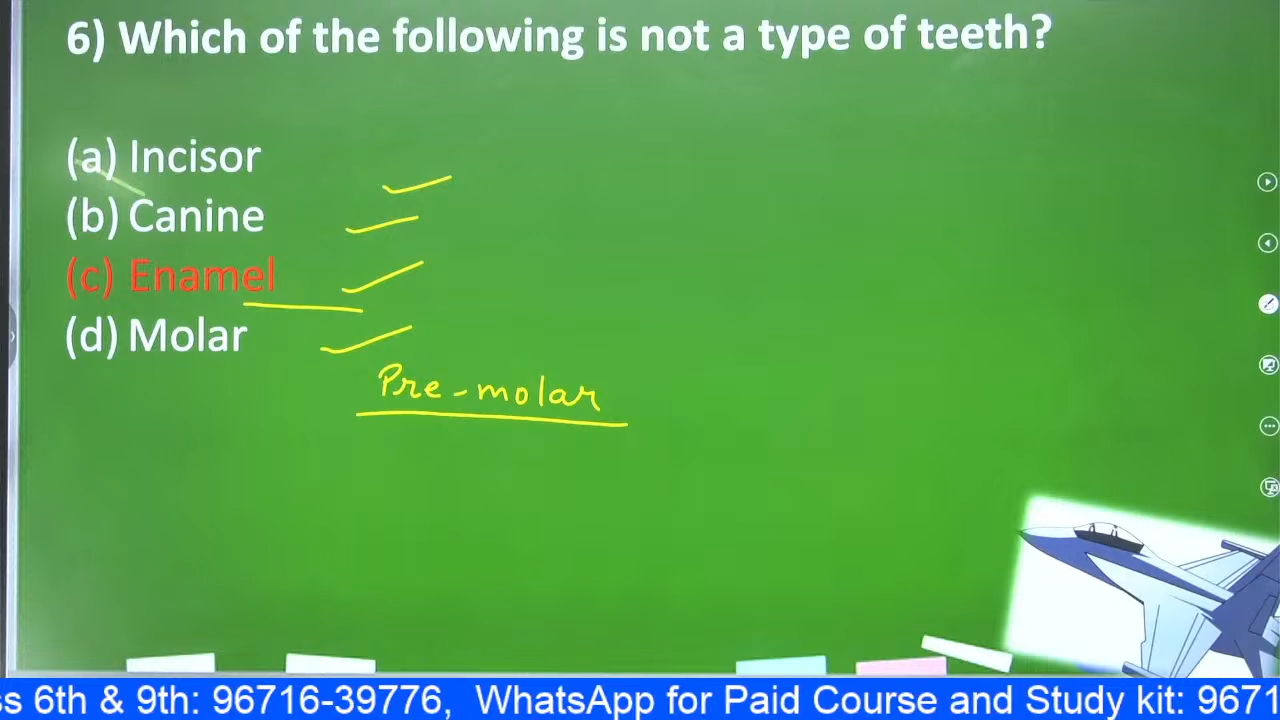 6) Which of the following is not a type of teeth?
(a) Incisor
(b) Canine
(c) Enamel
(d) Molar
Pre-molar
ss 6th & 9th: 96716-39776, WhatsApp for Paid Course and Study kit: 9671